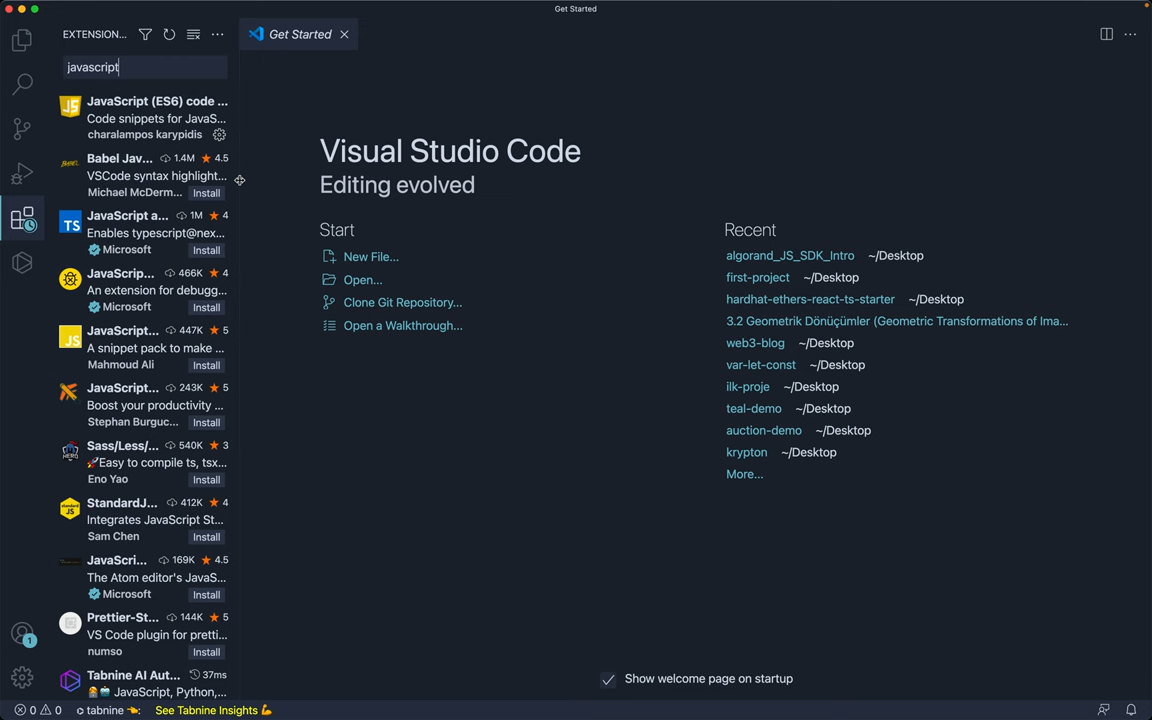 Get Started
EXTENSION...
Get Started
javascript
JavaScript (ES6) code ...
Code snippets for JavaS...
charalampos karypidis
Babel Jav... 1.4M 4.5
VSCode syntax highlight...
Michael McDerm... Install
JavaScript a... 1M 4
Enables typescript@nex...
Microsoft Install
JavaScrip... 466K 4
An extension for debugg...
Microsoft Install
JavaScript... 447K 5
A snippet pack to make ...
Mahmoud Ali Install
JavaScript... 243K 5
Boost your productivity ...
Stephan Burguc... Install
Sass/Less/... 540K 3
🚀Easy to compile ts, tsx...
Eno Yao Install
StandardJ... 412K 4
Integrates JavaScript St...
Sam Chen Install
JavaScri... 169K 4.5
The Atom editor's JavaS...
Microsoft Install
Prettier-St... 144K 5
VS Code plugin for pretti...
numso Install
Tabnine AI Aut... 37ms
JavaScript, Python,...
Visual Studio Code
Editing evolved
Start
New File...
Open...
Clone Git Repository...
Open a Walkthrough...
Recent
algorand_JS_SDK_Intro ~/Desktop
first-project ~/Desktop
hardhat-ethers-react-ts-starter ~/Desktop
3.2 Geometrik Dönüçümler (Geometric Transformations of Ima...
web3-blog ~/Desktop
var-let-const ~/Desktop
ilk-proje ~/Desktop
teal-demo ~/Desktop
auction-demo ~/Desktop
krypton ~/Desktop
More...
Show welcome page on startup
1
0 0 tabnine 👈: See Tabnine Insights 💪